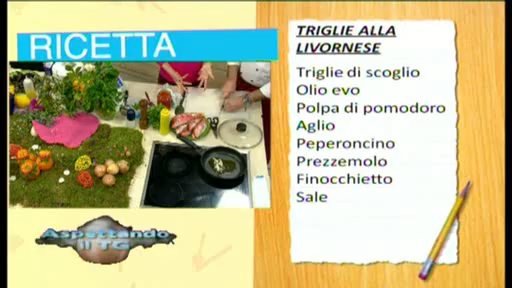 RICETTA
TRIGLIE ALLA
LIVORNESE
Triglie di scoglio
Olio evo
Polpa di pomodoro
Aglio
Peperoncino
Prezzemolo
Finocchietto
Sale
Aspettando
il TG